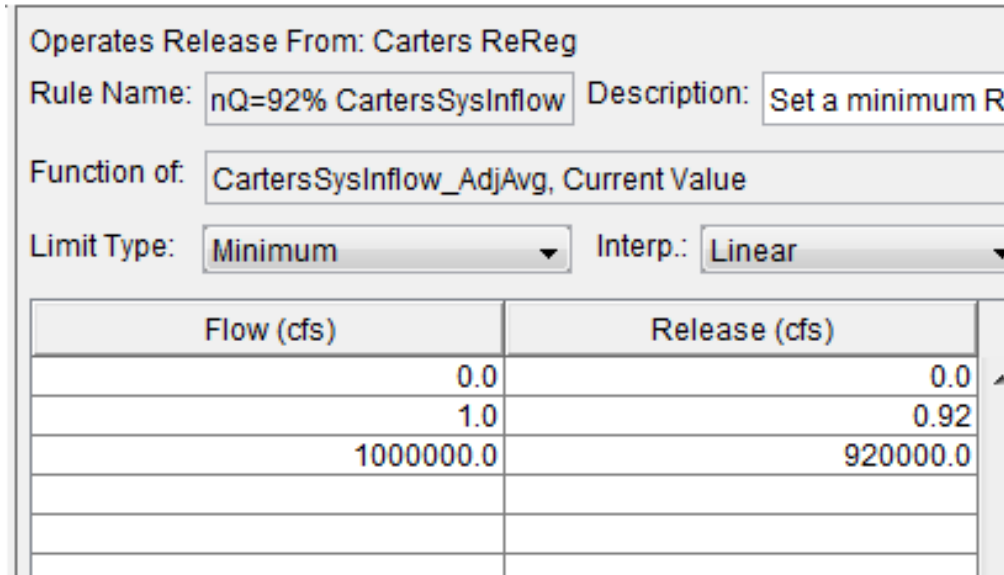 Operates Release From: Carters ReReg
Rule Name: nQ=92% CartersSysInflow Description: Set a minimum R
Function of: CartersSysInflow_AdjAvg, Current Value
Limit Type: Minimum Interp.: Linear
Flow (cfs) Release (cfs)
0.0 0.0
1.0 0.92
1000000.0 920000.0